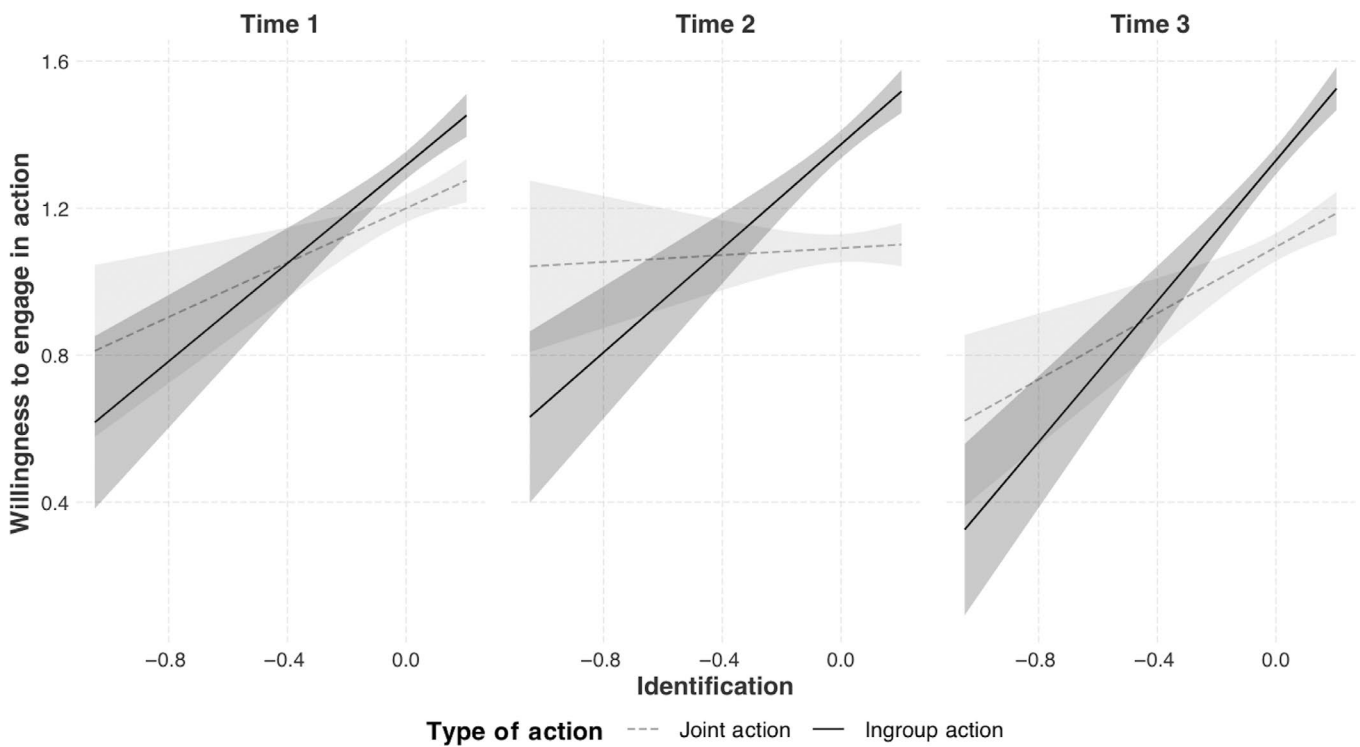 Time 1 Time 2 Time 3
Willingness to engage in action
1.6
1.2
0.8
0.4
−0.8 −0.4 0.0 −0.8 −0.4 0.0 −0.8 −0.4 0.0
Identification
Type of action Joint action Ingroup action